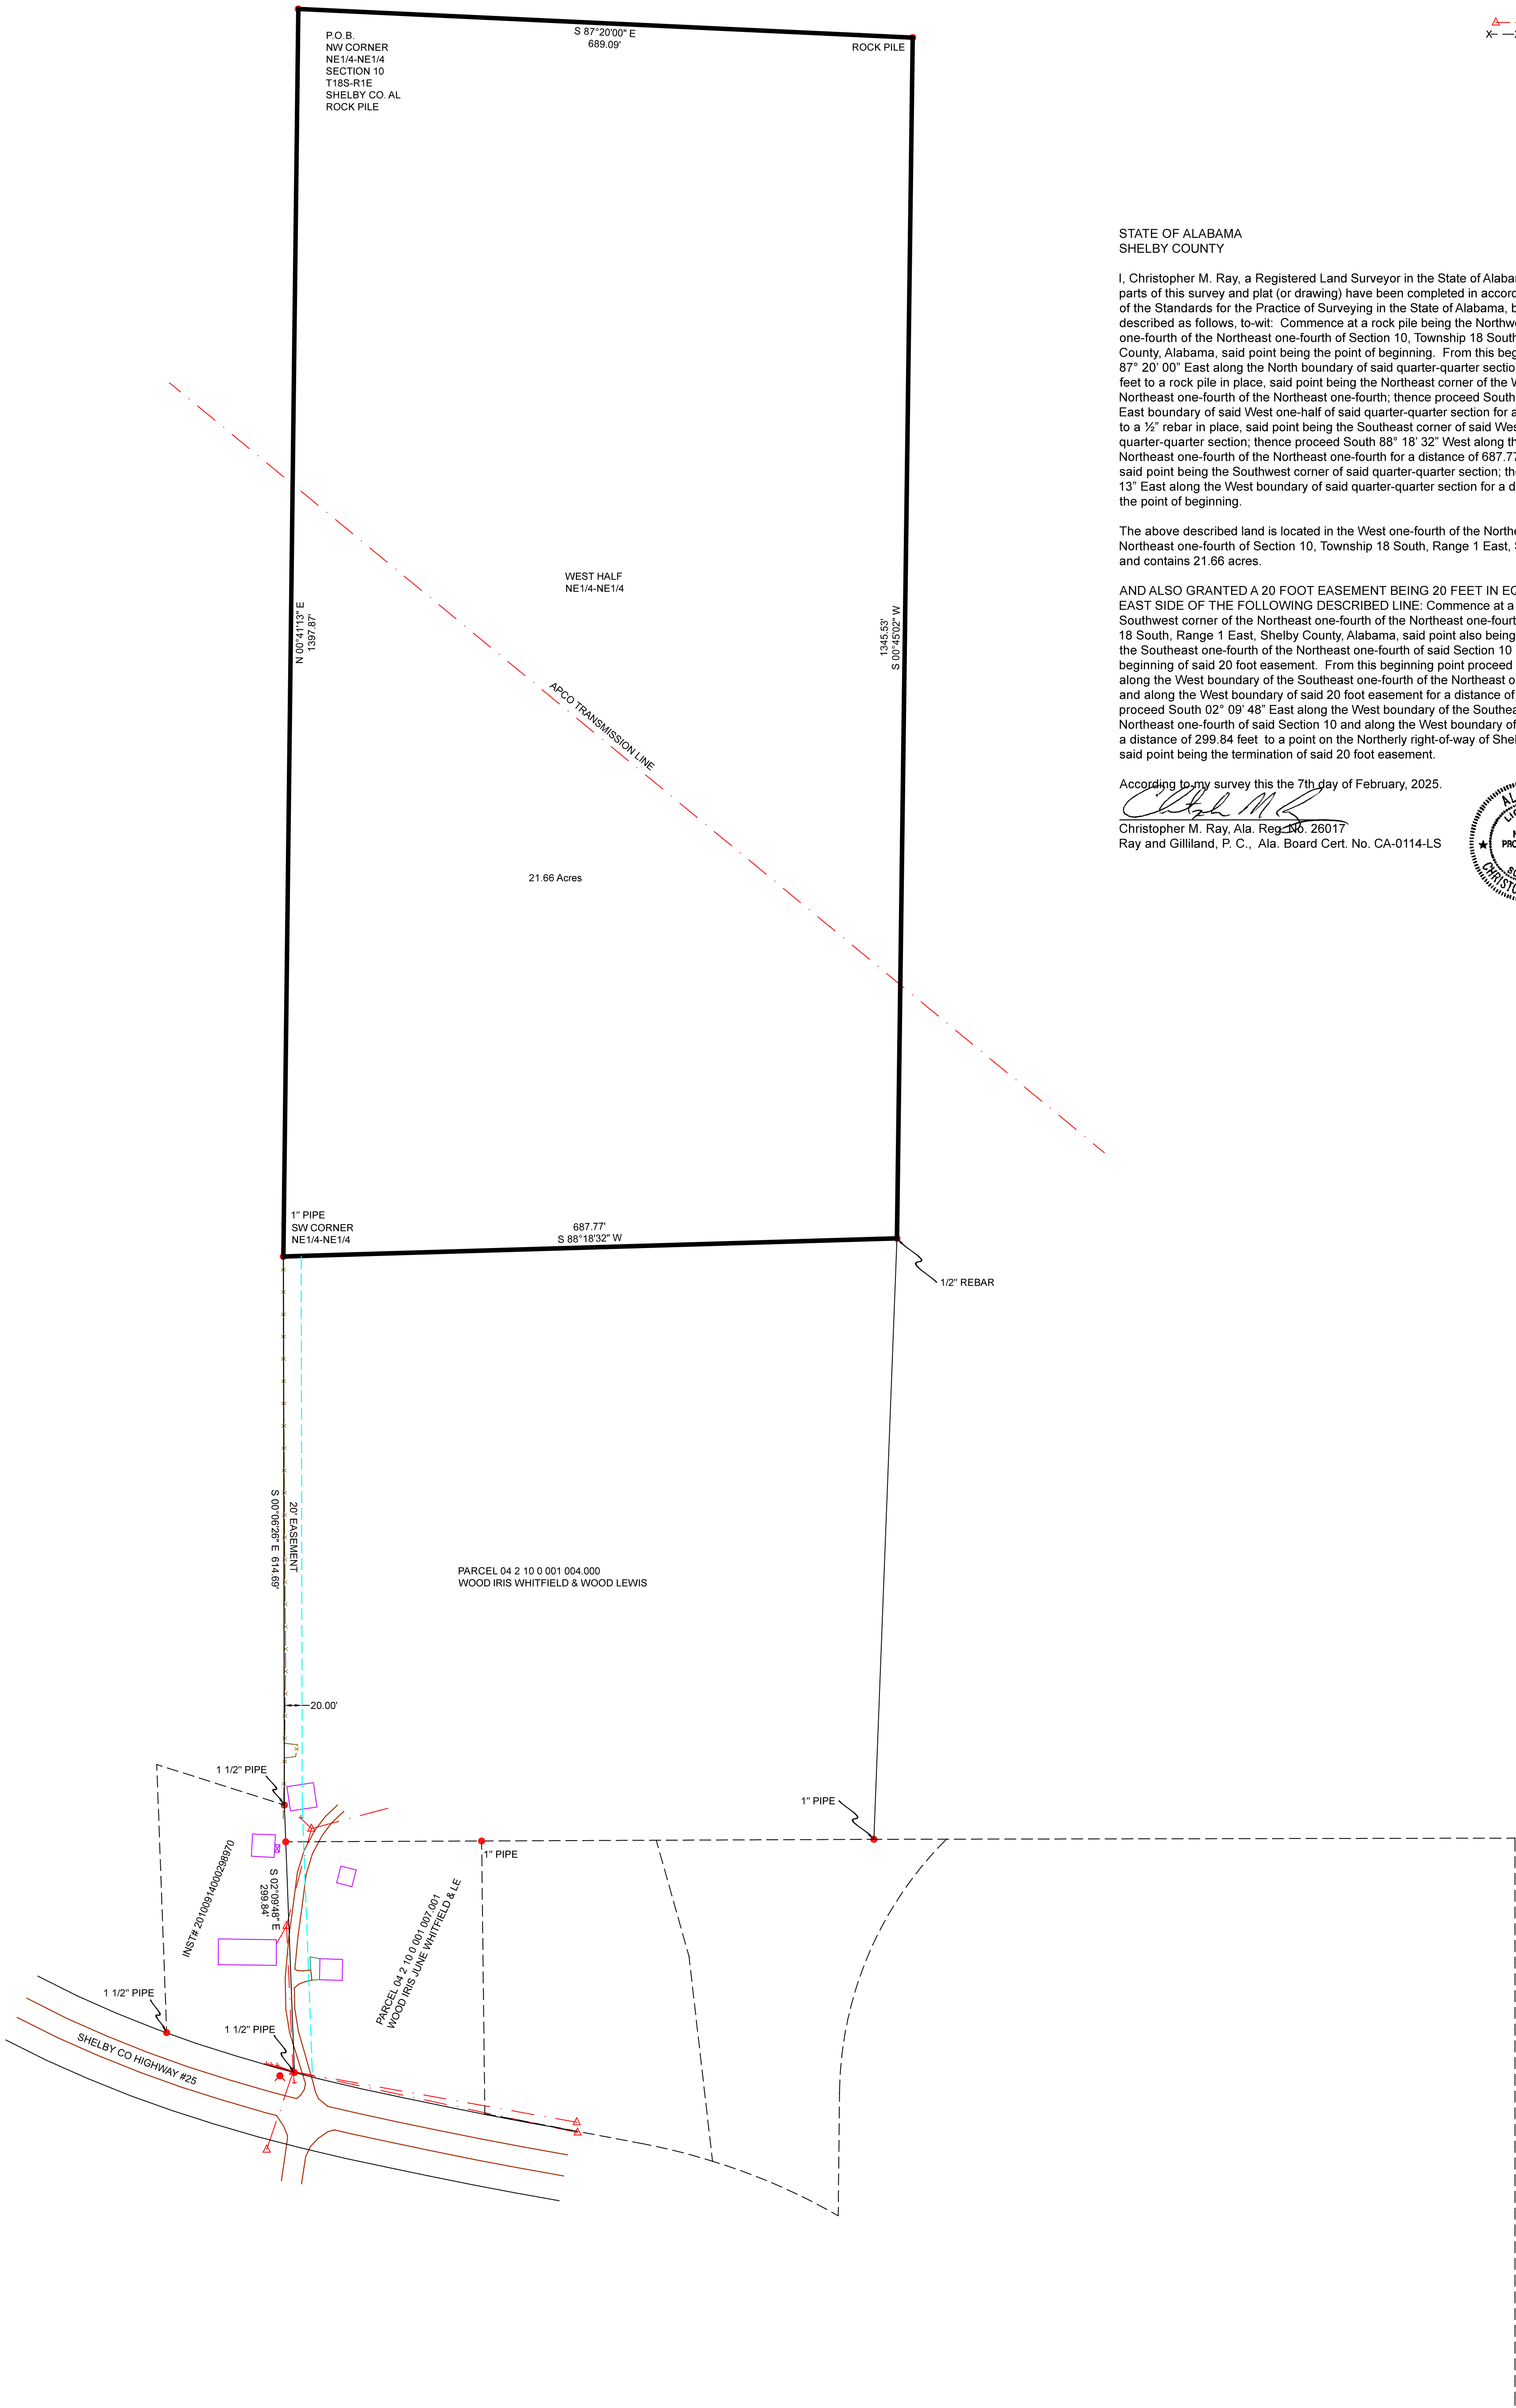 P.O.B.
NW CORNER
NE1/4-NE1/4
SECTION 10
T18S-R1E
SHELBY CO. AL
ROCK PILE
S 87°20'00" E
689.09'
ROCK PILE
STATE OF ALABAMA
SHELBY COUNTY
I, Christopher M. Ray, a Registered Land Surveyor in the State of
parts of this survey and plat (or drawing) have been completed in
of the Standards for the Practice of Surveying in the State of Alabama,
described as follows, to-wit: Commence at a rock pile being the
one-fourth of the Northeast one-fourth of Section 10, Township 18 South
County, Alabama, said point being the point of beginning. From this
87° 20' 00” East along the North boundary of said quarter-quarter
feet to a rock pile in place, said point being the Northeast corner of the
Northeast one-fourth of the Northeast one-fourth; thence proceed South
East boundary of said West one-half of said quarter-quarter section for a
to a ½” rebar in place, said point being the Southeast corner of said
quarter-quarter section; thence proceed South 88° 18' 32” West along
Northeast one-fourth of the Northeast one-fourth for a distance of 687.77
said point being the Southwest corner of said quarter-quarter section;
13” East along the West boundary of said quarter-quarter section for a
the point of beginning.
The above described land is located in the West one-fourth of the
Northeast one-fourth of Section 10, Township 18 South, Range 1 East,
and contains 21.66 acres.
AND ALSO GRANTED A 20 FOOT EASEMENT BEING 20 FEET IN
EAST SIDE OF THE FOLLOWING DESCRIBED LINE: Commence at a
Southwest corner of the Northeast one-fourth of the Northeast
18 South, Range 1 East, Shelby County, Alabama, said point also being
the Southeast one-fourth of the Northeast one-fourth of said Section 10
beginning of said 20 foot easement. From this beginning point proceed
along the West boundary of the Southeast one-fourth of the Northeast
and along the West boundary of said 20 foot easement for a distance of
proceed South 02° 09' 48” East along the West boundary of the
Northeast one-fourth of said Section 10 and along the West boundary of
a distance of 299.84 feet to a point on the Northerly right-of-way of
said point being the termination of said 20 foot easement.
According to my survey this the 7th day of February, 2025.
Christopher M. Ray, Ala. Reg. No. 26017
Ray and Gilliland, P. C., Ala. Board Cert. No. CA-0114-LS
N 00°41'13" E
1397.87'
WEST HALF
NE1/4-NE1/4
1345.53'
S 00°45'02" W
APCO TRANSMISSION LINE
21.66 Acres
1" PIPE
SW CORNER
NE1/4-NE1/4
687.77'
S 88°18'32" W
1/2" REBAR
20' EASEMENT
S 00°06'26" E 614.69'
PARCEL 04 2 10 0 001 004.000
WOOD IRIS WHITFIELD & WOOD LEWIS
20.00'
1 1/2" PIPE
1" PIPE
1" PIPE
INST# 20100914000298970
S 02°09'48" E
299.84'
PARCEL 04 2 10 0 001 007.001
WOOD IRIS JUNE WHITFIELD & LE
1 1/2" PIPE
1 1/2" PIPE
SHELBY CO HIGHWAY #25